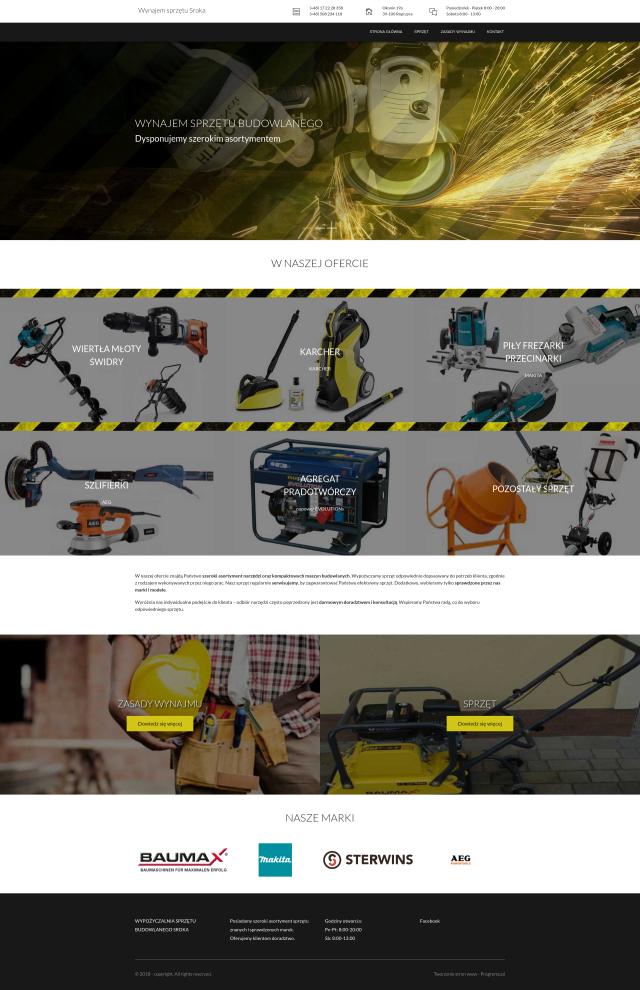 Wynajem sprzętu Sroka
(+48) 17 22 28 358
(+48) 508 234 118
Okonin 19a
39-100 Ropczyce
Poniedziałek - Piątek 8:00 - 20:00
Sobota 8:00 - 13:00
STRONA GŁÓWNA SPRZĘT ZASADY WYNAJMU KONTAKT
WYNAJEM SPRZĘTU BUDOWLANEGO
Dysponujemy szerokim asortymentem
W NASZEJ OFERCIE
WIERTŁA MŁOTY
ŚWIDRY
KARCHER
KARCHER
PIŁY FREZARKI
PRZECINARKI
MAKITA
SZLIFIERKI
AEG
AGREGAT
PRĄDOTWÓRCZY
EVOLUTION
POZOSTAŁY SPRZĘT
W naszej ofercie znajdą Państwo szeroki asortyment narzędzi oraz kompaktowych maszyn budowlanych. Wypożyczamy sprzęt odpowiednio dopasowany do potrzeb klienta, zgodnie
z rodzajem wykonywanych przez niego prac. Nasz sprzęt regularnie serwisujemy, by zagwarantować Państwu efektywny sprzęt. Dodatkowo, wybieramy tylko sprawdzone przez nas
marki i modele.
Wyróżnia nas indywidualne podejście do klienta – odbiór narzędzi często poprzedzony jest darmowym doradztwem i konsultacją. Wspieramy Państwa radą, co do wyboru
odpowiedniego sprzętu.
ZASADY WYNAJMU
Dowiedz się więcej
SPRZĘT
Dowiedz się więcej
BAUMAX
NASZE MARKI
BAUMAX
BAUMASCHINEN FÜR MAXIMALEN ERFOLG
makita
STERWINS
AEG
POWERTOOLS
WYPOŻYCZALNIA SPRZĘTU
BUDOWLANEGO SROKA
Posiadamy szeroki asortyment sprzętu
znanych i sprawdzonych marek.
Oferujemy klientom doradztwo.
Godziny otwarcia:
Pn-Pt: 8:00-20:00
Sb: 8:00-13:00
Facebook
© 2018 - copyright. All rights reserved.
Tworzenie stron www - Progresso.pl